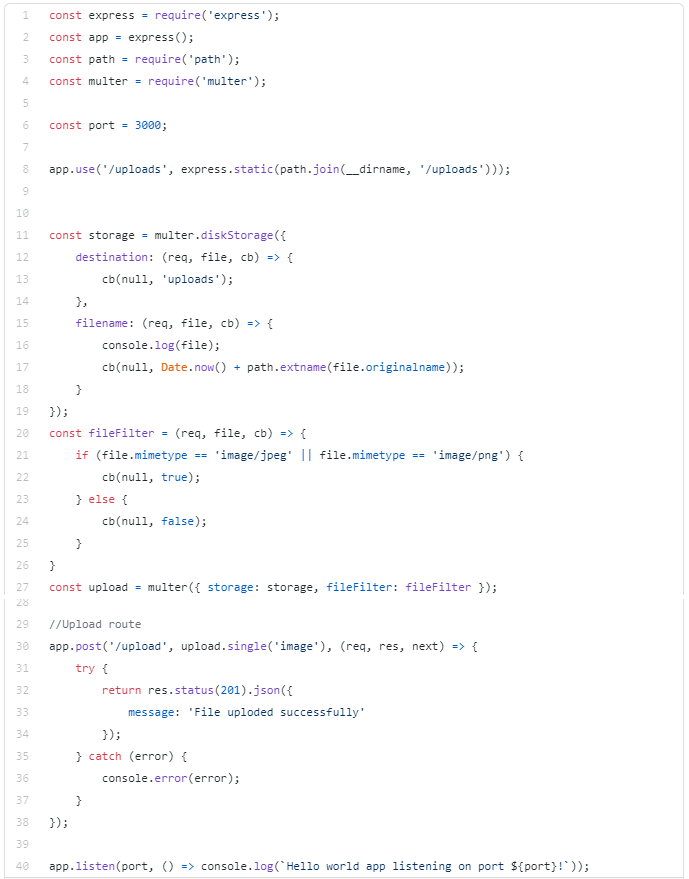 1 const express = require('express');
2 const app = express();
3 const path = require('path');
4 const multer = require('multer');
5
6 const port = 3000;
7
8 app.use('/uploads', express.static(path.join(__dirname, '/uploads')));
9
10
11 const storage = multer.diskStorage({
12     destination: (req, file, cb) => {
13         cb(null, 'uploads');
14     },
15     filename: (req, file, cb) => {
16         console.log(file);
17         cb(null, Date.now() + path.extname(file.originalname));
18     }
19 });
20 const fileFilter = (req, file, cb) => {
21     if (file.mimetype == 'image/jpeg' || file.mimetype == 'image/png') {
22         cb(null, true);
23     } else {
24         cb(null, false);
25     }
26 }
27 const upload = multer({ storage: storage, fileFilter: fileFilter });
28
29 //Upload route
30 app.post('/upload', upload.single('image'), (req, res, next) => {
31     try {
32         return res.status(201).json({
33             message: 'File uploded successfully'
34         });
35     } catch (error) {
36         console.error(error);
37     }
38 });
39
40 app.listen(port, () => console.log(`Hello world app listening on port ${port}!`));